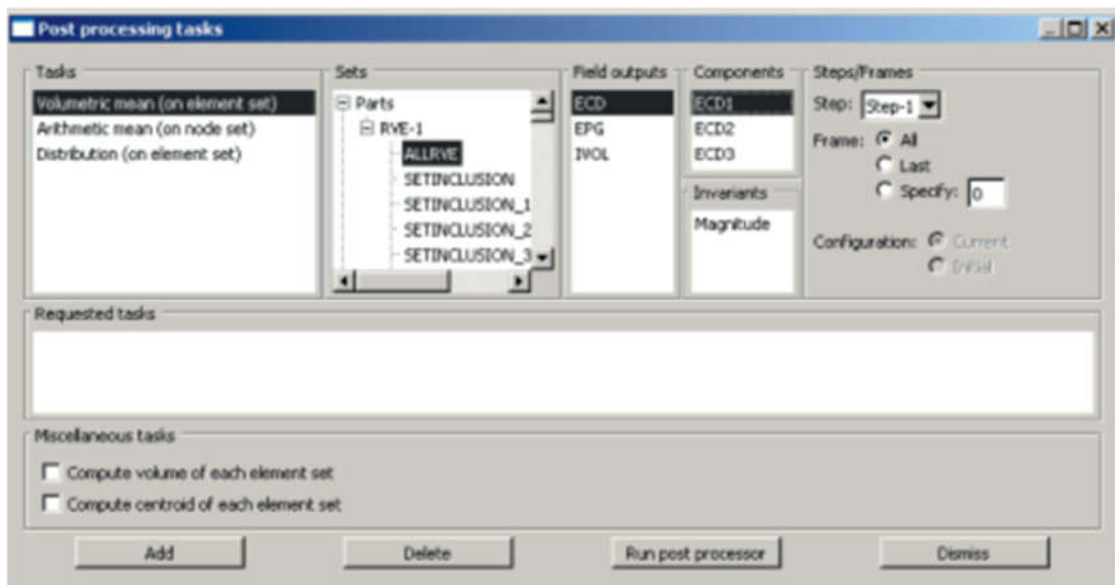 Post processing tasks
Tasks
Volumetric mean (on element set)
Arithmetic mean (on node set)
Distribution (on element set)
Sets
Parts
RVE-1
ALLRVE
SETINCLUSION
SETINCLUSION_1
SETINCLUSION_2
SETINCLUSION_3
Field outputs
ECD
EPG
IVOL
Components
ECD1
ECD2
ECD3
Invariants
Magnitude
Steps/Frames
Step: Step-1
Frame: All
Last
Specify: 0
Configuration: Current
Initial
Requested tasks
Miscellaneous tasks
Compute volume of each element set
Compute centroid of each element set
Add
Delete
Run post processor
Dismiss